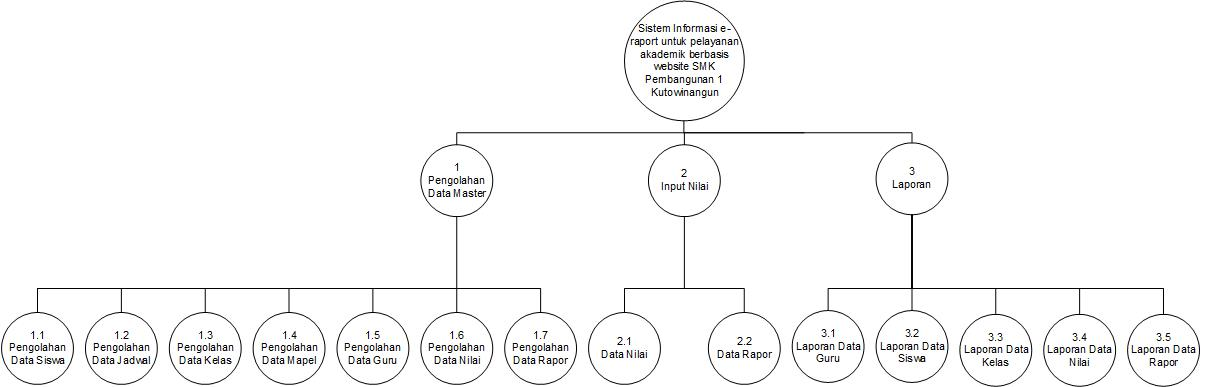 Sistem Informasi e-
raport untuk pelayanan
akademik berbasis
website SMK
Pembangunan 1
Kutowinangun
1
Pengolahan
Data Master
2
Input Nilai
3
Laporan
1.1
Pengolahan
Data Siswa
1.2
Pengolahan
Data Jadwal
1.3
Pengolahan
Data Kelas
1.4
Pengolahan
Data Mapel
1.5
Pengolahan
Data Guru
1.6
Pengolahan
Data Nilai
1.7
Pengolahan
Data Rapor
2.1
Data Nilai
2.2
Data Rapor
3.1
Laporan Data
Guru
3.2
Laporan Data
Siswa
3.3
Laporan Data
Kelas
3.4
Laporan Data
Nilai
3.5
Laporan Data
Rapor